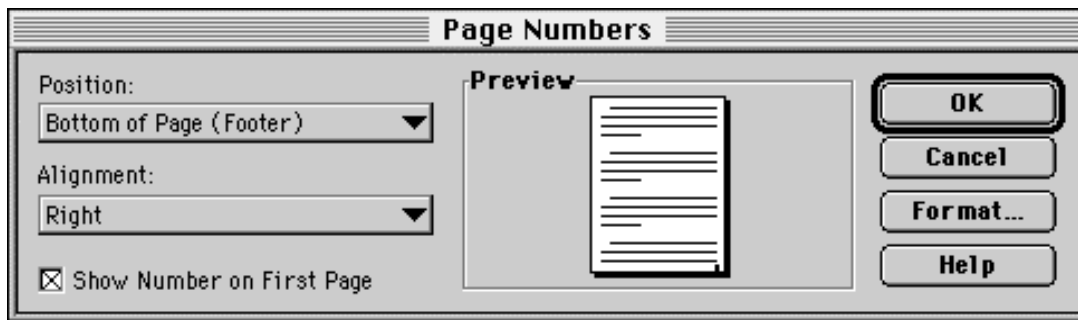 Page Numbers
Position:
Bottom of Page (Footer)
Alignment:
Right
Show Number on First Page
Preview
OK
Cancel
Format...
Help